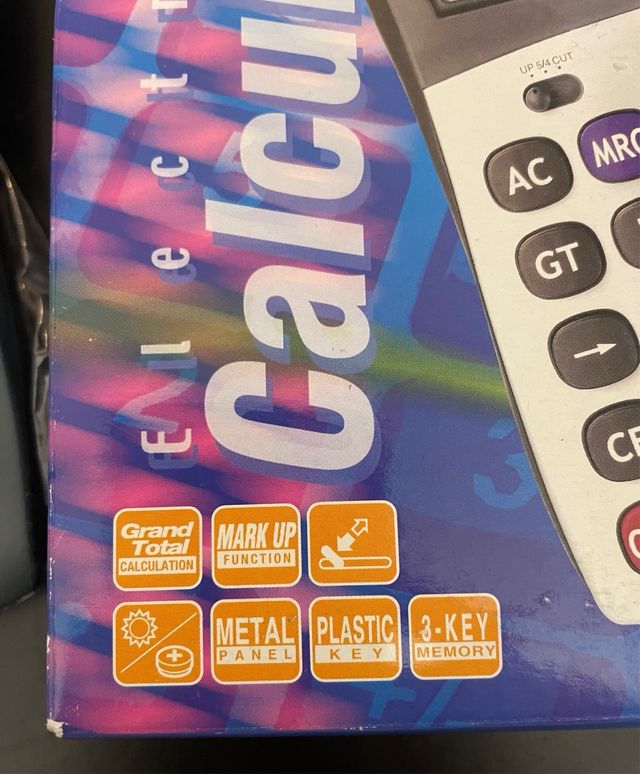 Elect
Calcu
UP 5/4 CUT
AC
MRC
GT
→
Grand
Total
CALCULATION
MARK UP
FUNCTION
METAL
PANEL
PLASTIC
KEY
3-KEY
MEMORY